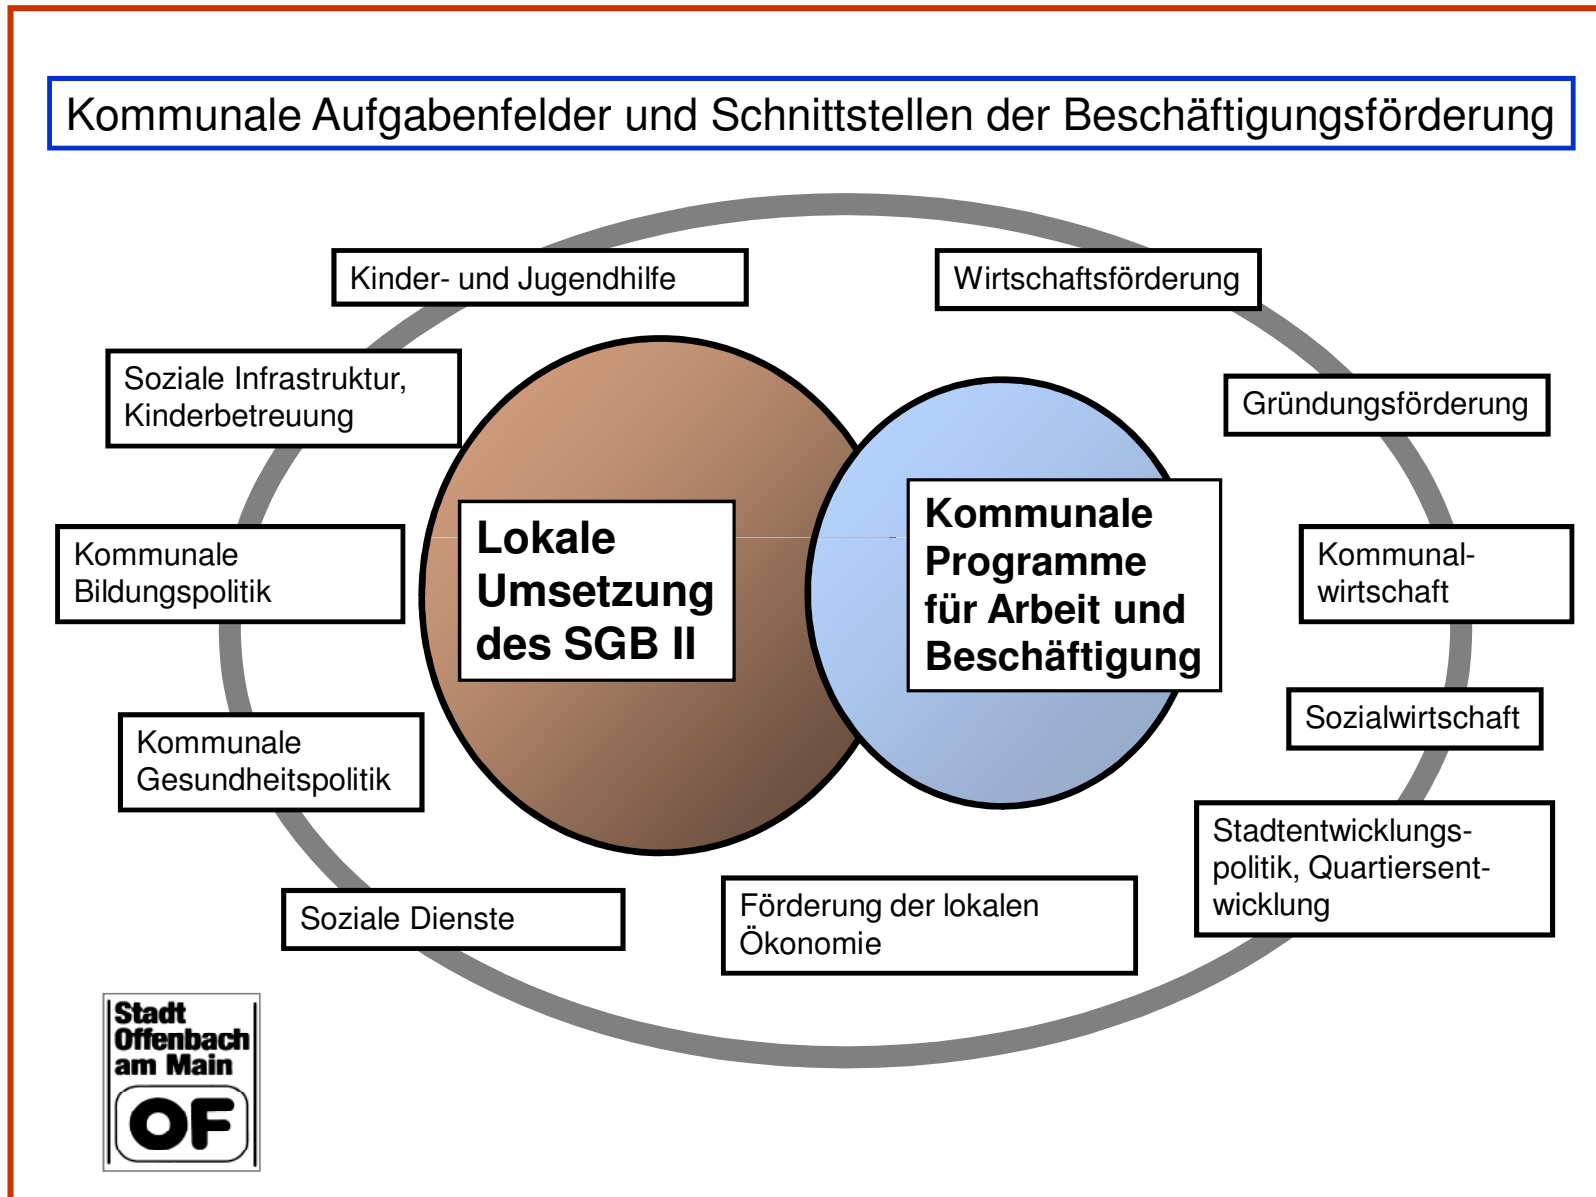 Kommunale Aufgabenfelder und Schnittstellen der Beschäftigungsförderung
Kinder- und Jugendhilfe
Wirtschaftsförderung
Soziale Infrastruktur,
Kinderbetreuung
Gründungsförderung
Lokale
Umsetzung
des SGB II
Kommunale
Programme
für Arbeit und
Beschäftigung
Kommunale
Bildungspolitik
Kommunal-
wirtschaft
Kommunale
Gesundheitspolitik
Sozialwirtschaft
Stadtentwicklungs-
politik, Quartiersent-
wicklung
Soziale Dienste
Förderung der lokalen
Ökonomie
Stadt
Offenbach
am Main
OF